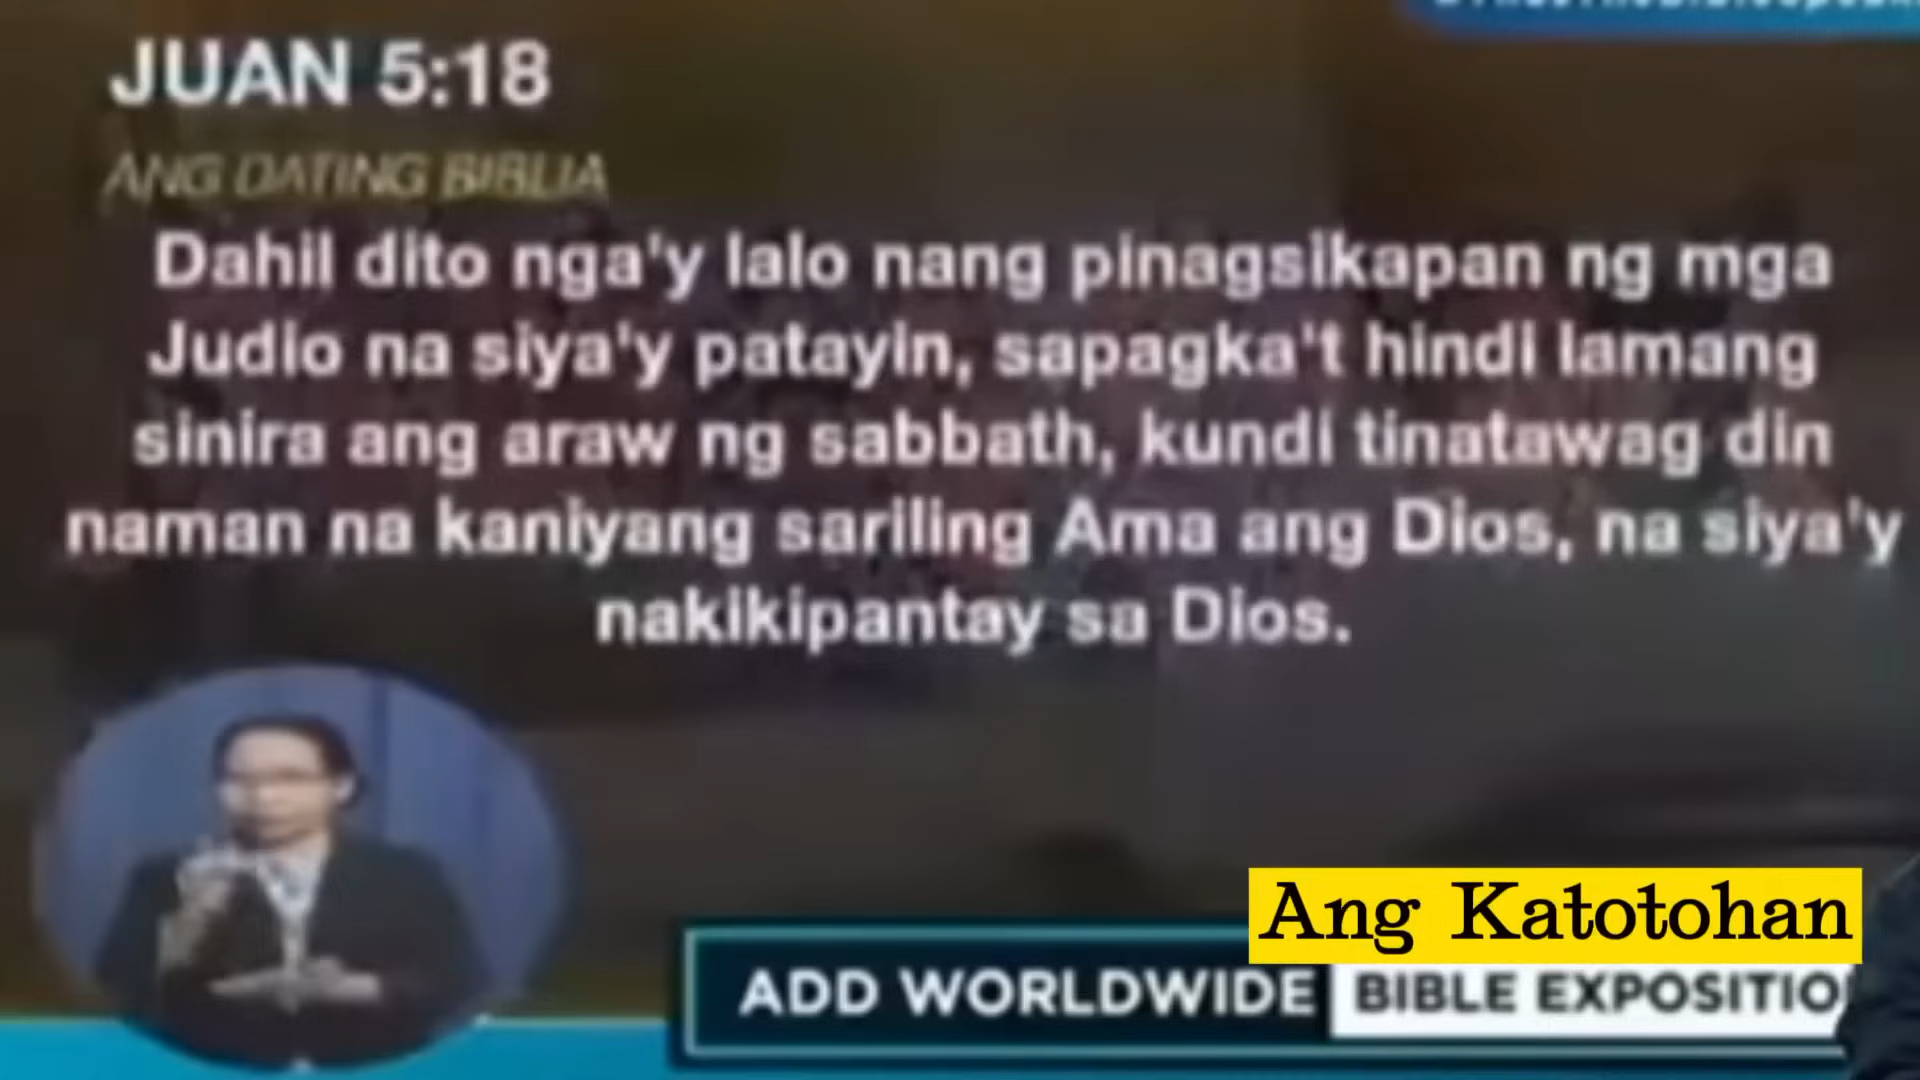 JUAN 5:18
ANG DATING BIBLIA
Dahil dito nga'y lalo nang pinagsikapan ng mga
Judio na siya'y patayin, sapagka't hindi lamang
sinira ang araw ng sabbath, kundi tinatawag din
naman na kaniyang sariling Ama ang Dios, na siya'y
nakikipantay sa Dios.
Ang Katotohan
ADD WORLDWIDE BIBLE